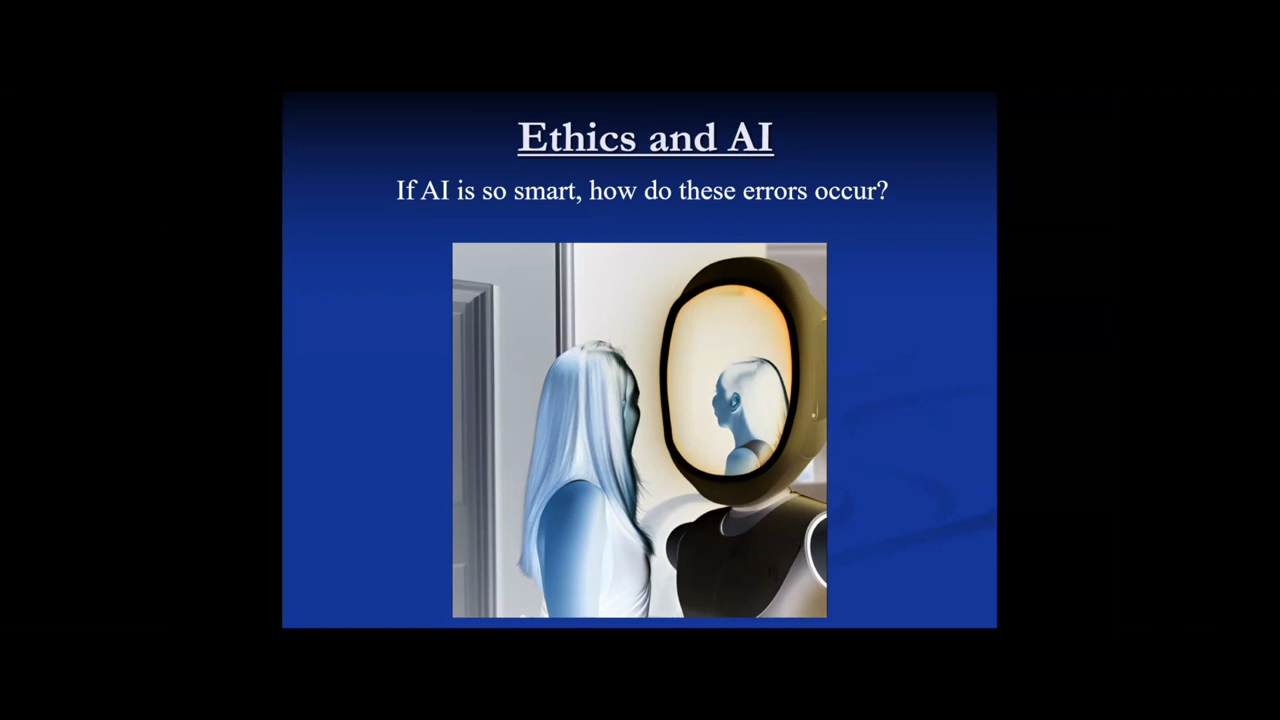 Ethics and AI
If AI is so smart, how do these errors occur?